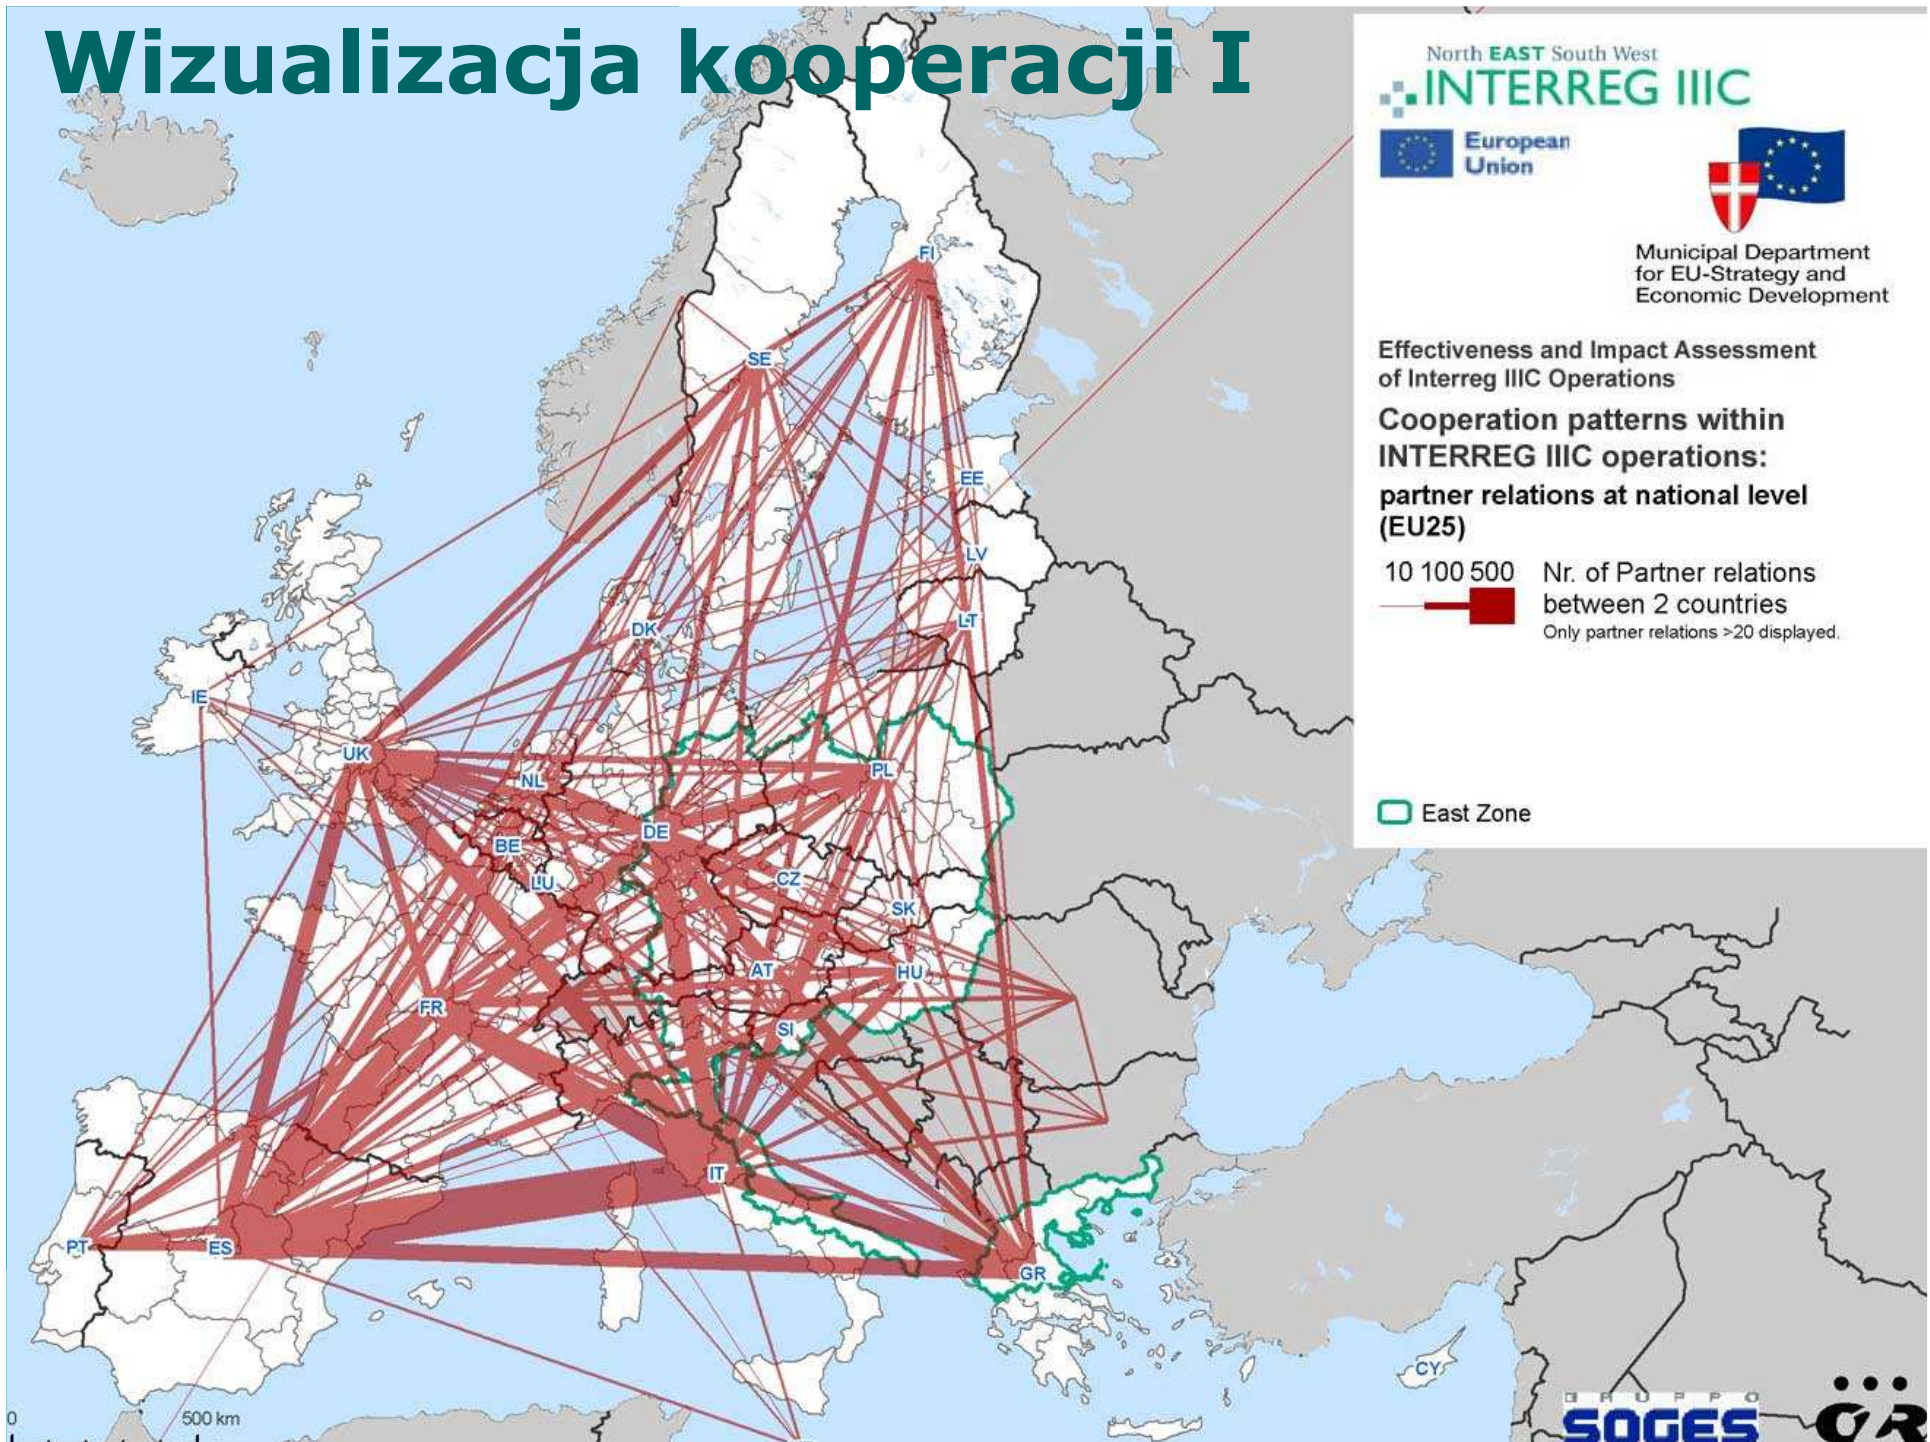 Wizualizacja kooperacji I
North EAST South West
INTERREG IIIC
European
Union
Municipal Department
for EU-Strategy and
Economic Development
Effectiveness and Impact Assessment
of Interreg IIIC Operations
Cooperation patterns within
INTERREG IIIC operations:
partner relations at national level
(EU25)
10 100 500 Nr. of Partner relations
between 2 countries
Only partner relations >20 displayed.
East Zone
FI
SE
EE
LV
LT
DK
IE
UK
NL
PL
DE
BE
LU
CZ
SK
AT
HU
FR
SI
IT
PT
ES
GR
CY
0 500 km
GRUPPO
SOGES